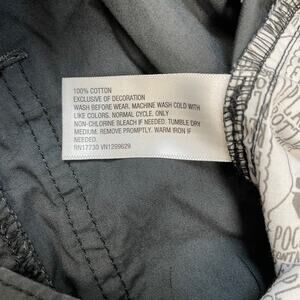 100% COTTON
EXCLUSIVE OF DECORATION
WASH BEFORE WEAR. MACHINE WASH COLD WITH
LIKE COLORS. NORMAL CYCLE. ONLY
NON-CHLORINE BLEACH IF NEEDED. TUMBLE DRY
MEDIUM. REMOVE PROMPTLY. WARM IRON IF
NEEDED.
RN17730 VN1299629
POC